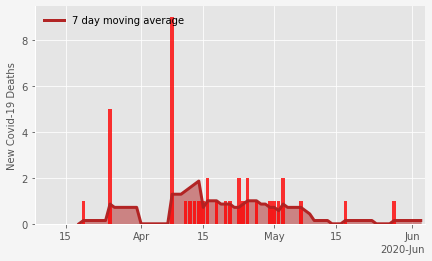 7 day moving average
New Covid-19 Deaths
8
6
4
2
0
15
Apr
15
May
15
Jun
2020-Jun